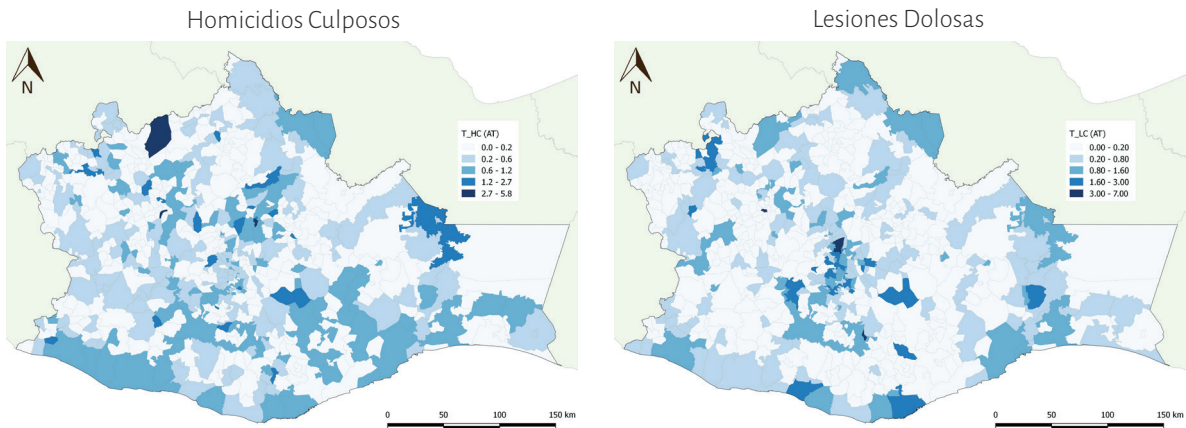 Homicidios Culposos
N
T_HC (AT)
0.0 - 0.2
0.2 - 0.6
0.6 - 1.2
1.2 - 2.7
2.7 - 5.8
0 50 100 150 km
Lesiones Dolosas
N
T_LC (AT)
0.00 - 0.20
0.20 - 0.80
0.80 - 1.60
1.60 - 3.00
3.00 - 7.00
0 50 100 150 km